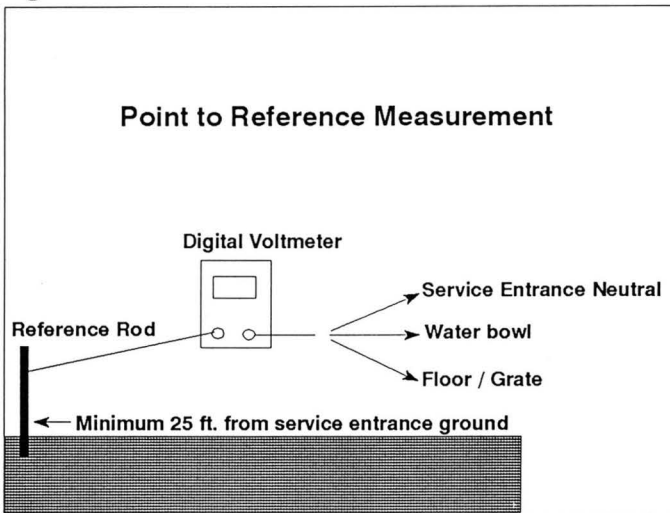 Point to Reference Measurement
Digital Voltmeter
Service Entrance Neutral
Reference Rod
Water bowl
Floor / Grate
Minimum 25 ft. from service entrance ground